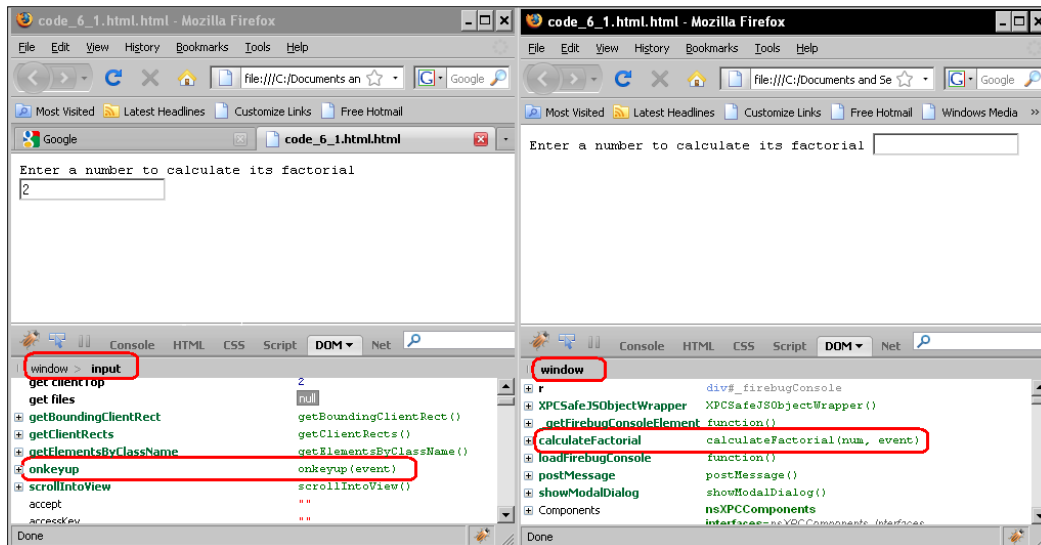 code_6_1.html.html - Mozilla Firefox
File Edit View History Bookmarks Tools Help
file:///C:/Documents an
G Google
Most Visited Latest Headlines Customize Links Free Hotmail
Google code_6_1.html.html
Enter a number to calculate its factorial
2
Console HTML CSS Script DOM Net
window > input
get clientTop 2
get files null
getBoundingClientRect getBoundingClientRect()
getClientRects getClientRects()
getElementsByClassName getElementsByClassName()
onkeyup onkeyup(event)
scrollIntoView scrollIntoView()
accept ""
accessKey ""
Done
code_6_1.html.html - Mozilla Firefox
File Edit View History Bookmarks Tools Help
file:///C:/Documents and Se
G Google
Most Visited Latest Headlines Customize Links Free Hotmail Windows Media »
Enter a number to calculate its factorial
Console HTML CSS Script DOM Net
window
r div#_firebugConsole
XPCSafeJSObjectWrapper XPCSafeJSObjectWrapper()
_getFirebugConsoleElement function()
calculateFactorial calculateFactorial(num, event)
loadFirebugConsole function()
postMessage postMessage()
showModalDialog showModalDialog()
Components nsXPCComponents
interfaces=nsXPCComponents_Interfaces
Done